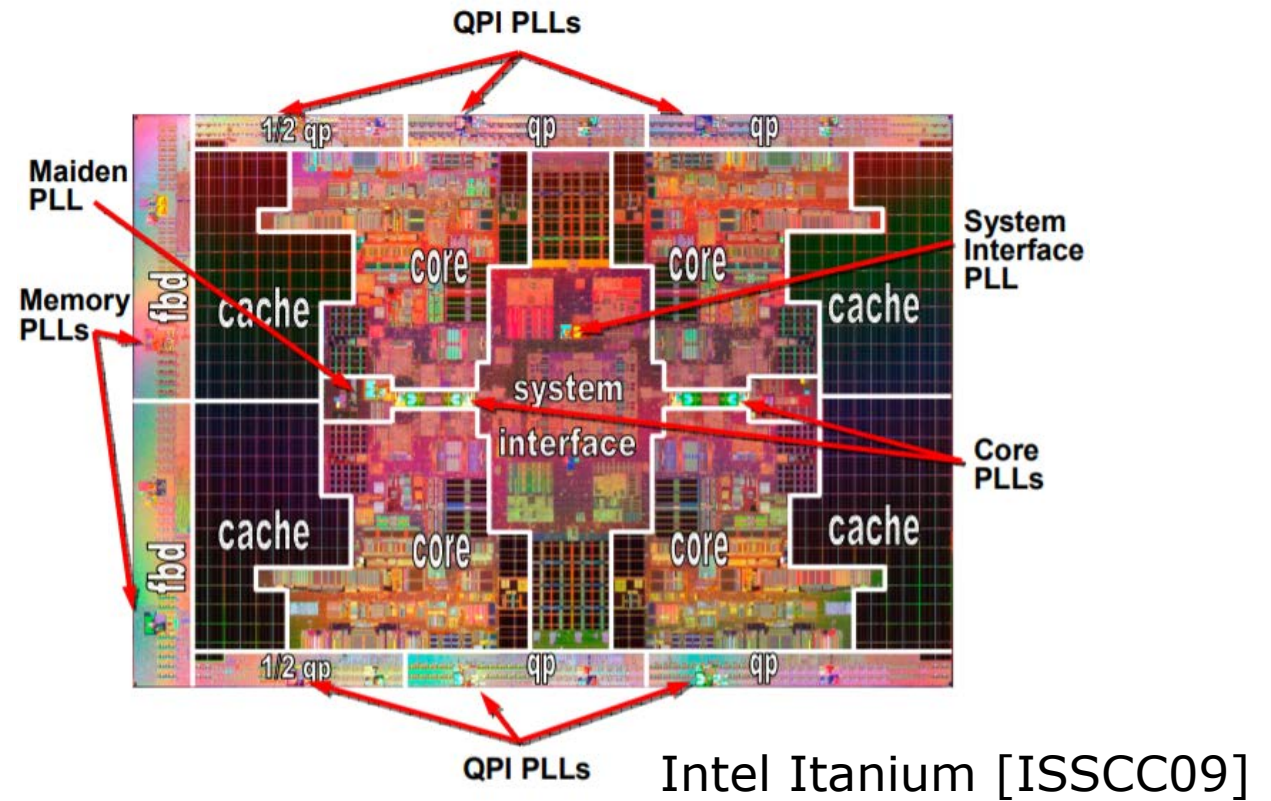 QPI PLLs
1/2 qp
qp
qp
Maiden
PLL
System
Interface
PLL
core
core
fbd
Memory
PLLs
cache
cache
system
interface
Core
PLLs
cache
cache
core
core
fbd
1/2 qp
qp
qp
QPI PLLs
Intel Itanium [ISSCC09]